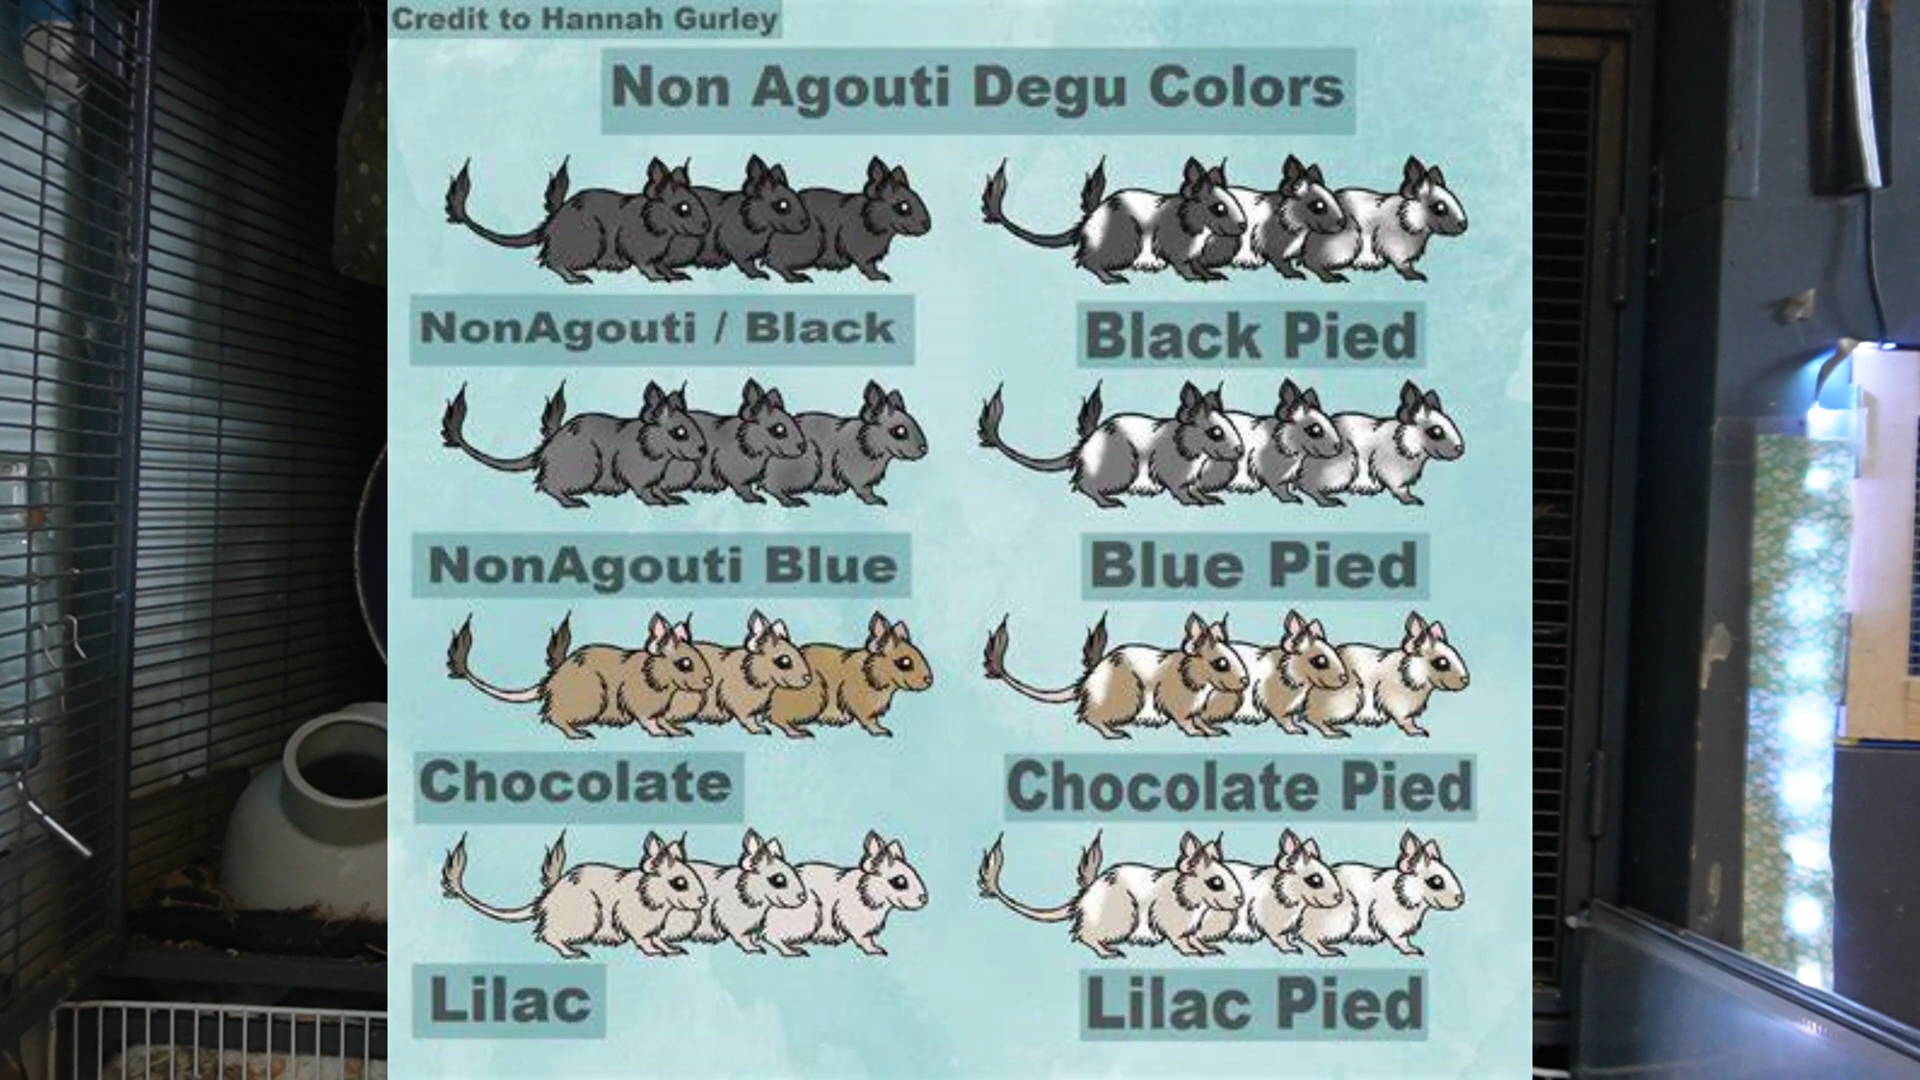 Credit to Hannah Gurley
Non Agouti Degu Colors
NonAgouti / Black
Black Pied
NonAgouti Blue
Blue Pied
Chocolate
Chocolate Pied
Lilac
Lilac Pied